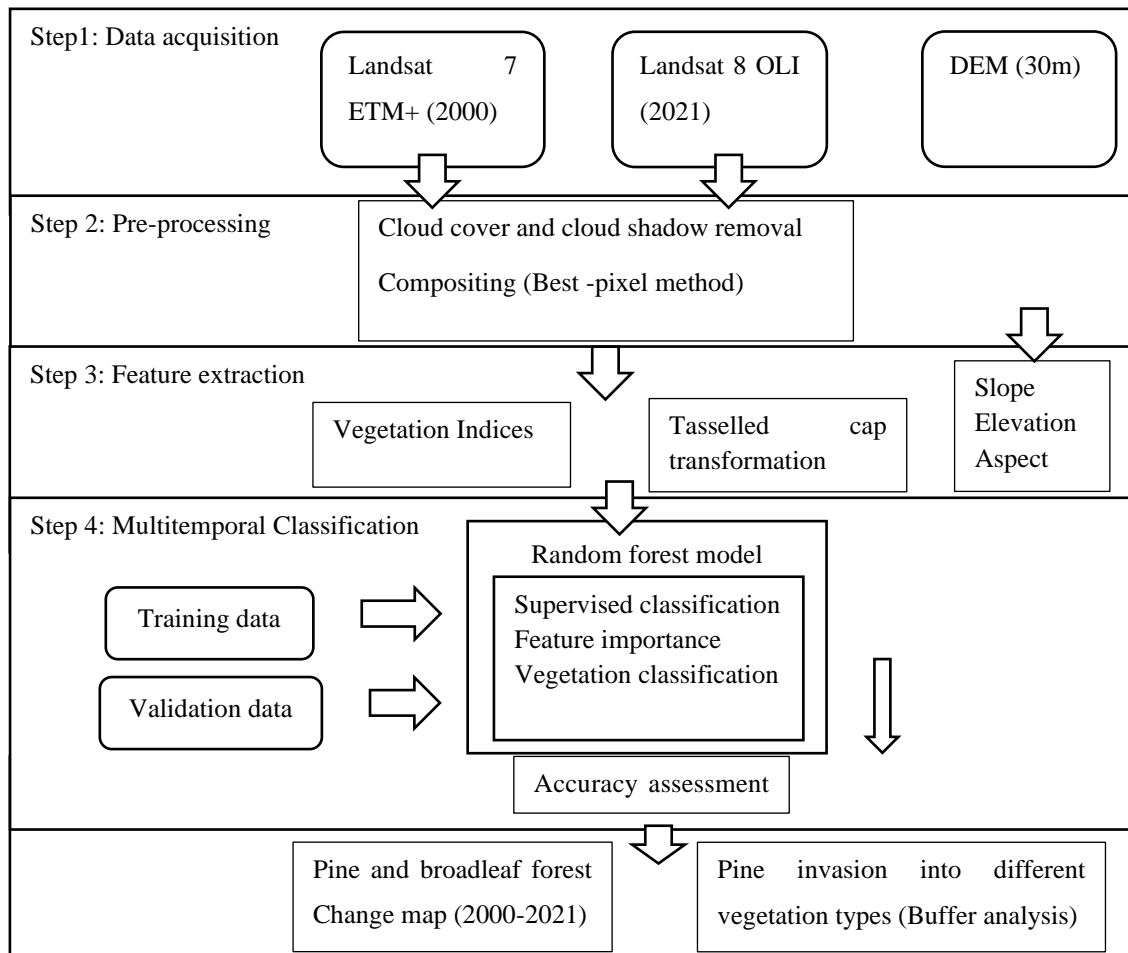 Step1: Data acquisition
Landsat 7
ETM+ (2000)
Landsat 8 OLI
(2021)
DEM (30m)
Step 2: Pre-processing
Cloud cover and cloud shadow removal
Compositing (Best -pixel method)
Step 3: Feature extraction
Vegetation Indices
Tasselled cap
transformation
Slope
Elevation
Aspect
Step 4: Multitemporal Classification
Random forest model
Supervised classification
Feature importance
Vegetation classification
Training data
Validation data
Accuracy assessment
Pine and broadleaf forest
Change map (2000-2021)
Pine invasion into different
vegetation types (Buffer analysis)